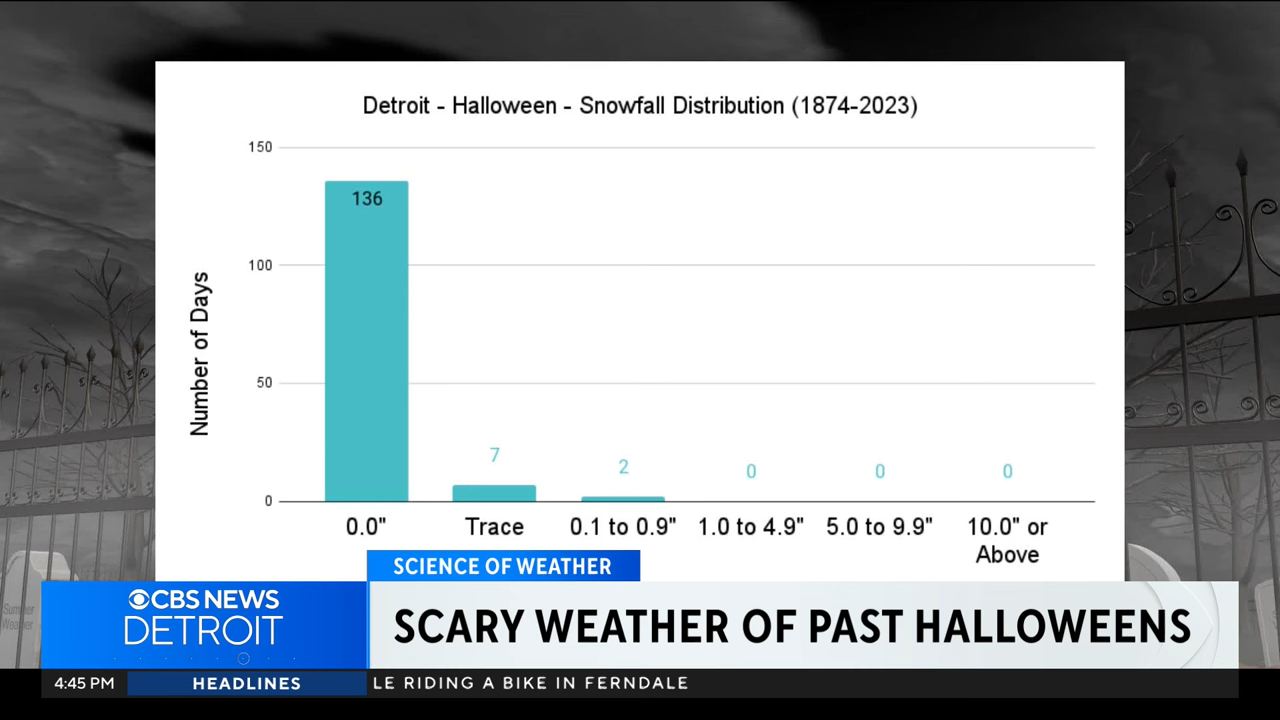 Detroit - Halloween - Snowfall Distribution (1874-2023)
150
136
100
Number of Days
50
7
2
0
0
0
0
0.0"
Trace
0.1 to 0.9"
1.0 to 4.9"
5.0 to 9.9"
10.0" or
Above
SCIENCE OF WEATHER
CBS NEWS
DETROIT
SCARY WEATHER OF PAST HALLOWEENS
4:45 PM
HEADLINES
LE RIDING A BIKE IN FERNDALE